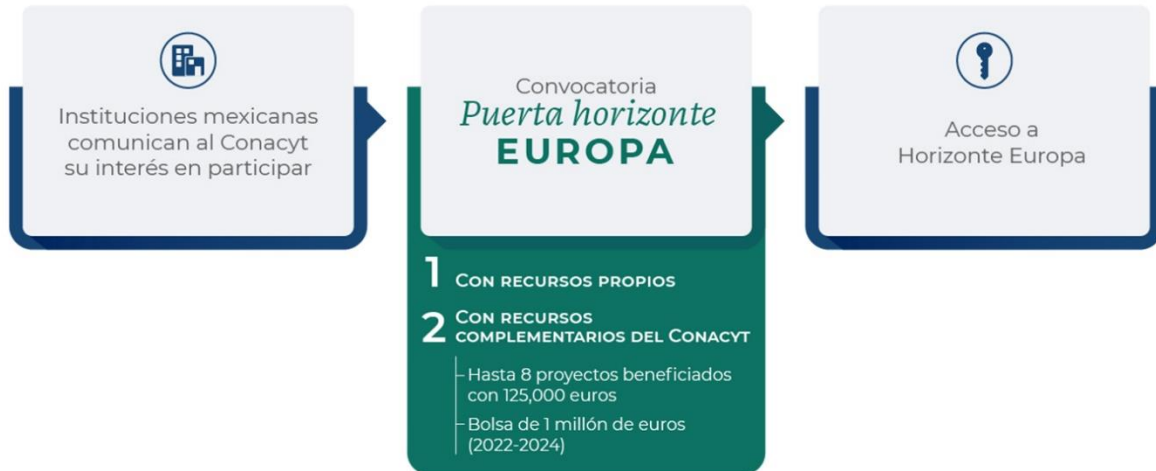 Instituciones mexicanas
comunican al Conacyt
su interés en participar
Convocatoria
Puerta horizonte
EUROPA
1 CON RECURSOS PROPIOS
2 CON RECURSOS
COMPLEMENTARIOS DEL CONACYT
Hasta 8 proyectos beneficiados
con 125,000 euros
Bolsa de 1 millón de euros
(2022-2024)
Acceso a
Horizonte Europa